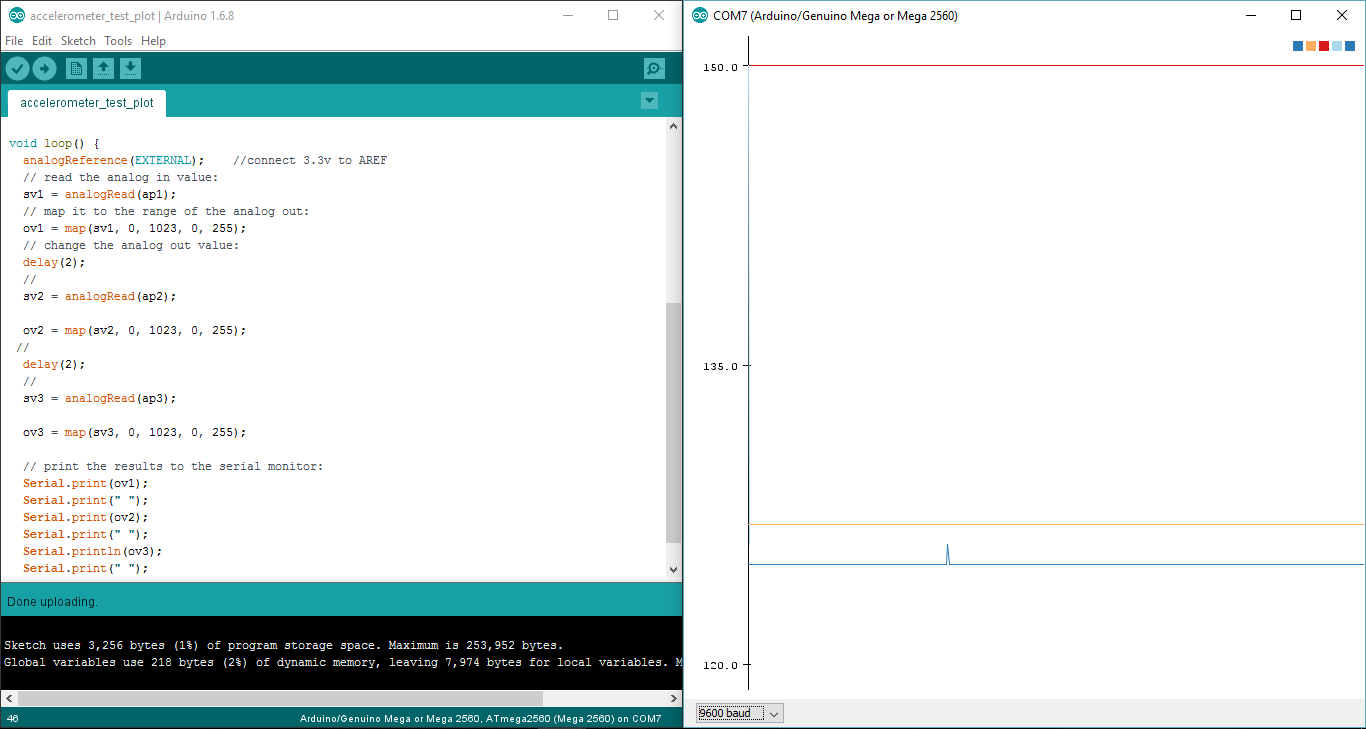 accelerometer_test_plot | Arduino 1.6.8
File Edit Sketch Tools Help
accelerometer_test_plot
void loop() {
analogReference(EXTERNAL); //connect 3.3v to AREF
// read the analog in value:
sv1 = analogRead(ap1);
// map it to the range of the analog out:
ov1 = map(sv1, 0, 1023, 0, 255);
// change the analog out value:
delay(2);
//
sv2 = analogRead(ap2);
ov2 = map(sv2, 0, 1023, 0, 255);
//
delay(2);
//
sv3 = analogRead(ap3);
ov3 = map(sv3, 0, 1023, 0, 255);
// print the results to the serial monitor:
Serial.print(ov1);
Serial.print(" ");
Serial.print(ov2);
Serial.print(" ");
Serial.println(ov3);
Serial.print(" ");
Done uploading.
Sketch uses 3,256 bytes (1%) of program storage space. Maximum is 253,952 bytes.
Global variables use 218 bytes (2%) of dynamic memory, leaving 7,974 bytes for local variables. M
46
Arduino/Genuino Mega or Mega 2560, ATmega2560 (Mega 2560) on COM7
COM7 (Arduino/Genuino Mega or Mega 2560)
150.0
135.0
120.0
9600 baud